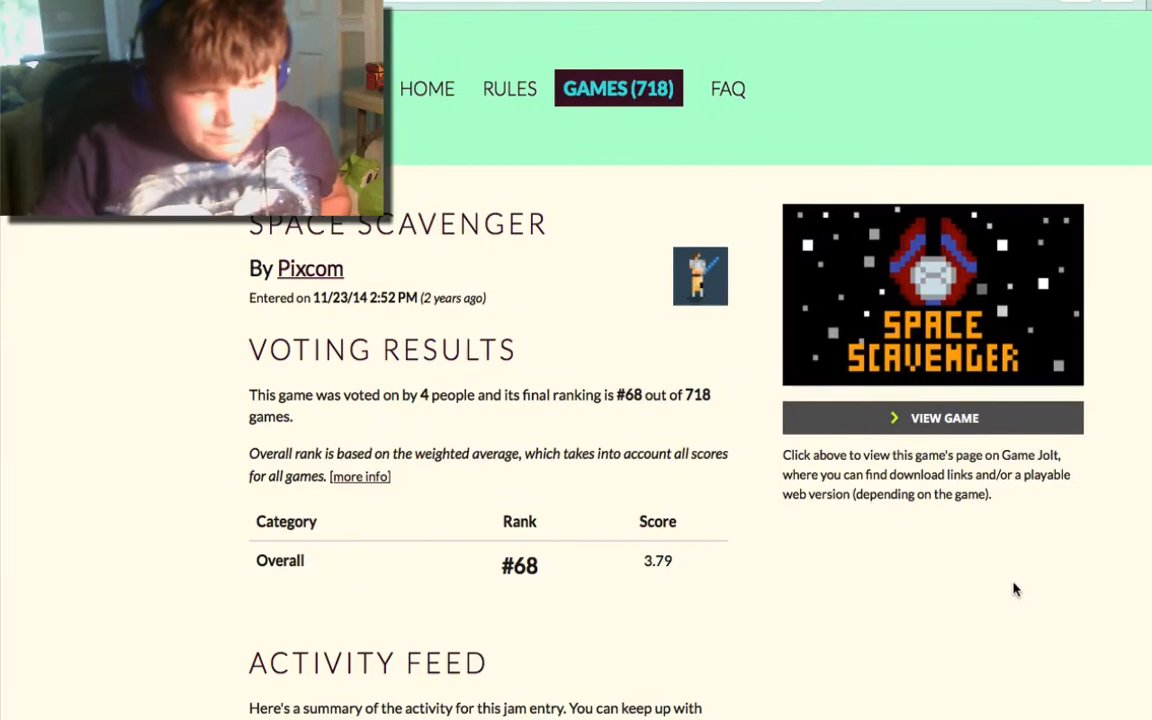 HOME RULES GAMES (718) FAQ
SPACE SCAVENGER
By Pixcom
Entered on 11/23/14 2:52 PM (2 years ago)
VOTING RESULTS
This game was voted on by 4 people and its final ranking is #68 out of 718
games.
Overall rank is based on the weighted average, which takes into account all scores
for all games. [more info]
Category Rank Score
Overall #68 3.79
ACTIVITY FEED
Here's a summary of the activity for this jam entry. You can keep up with
SPACE
SCAVENGER
VIEW GAME
Click above to view this game's page on Game Jolt,
where you can find download links and/or a playable
web version (depending on the game).